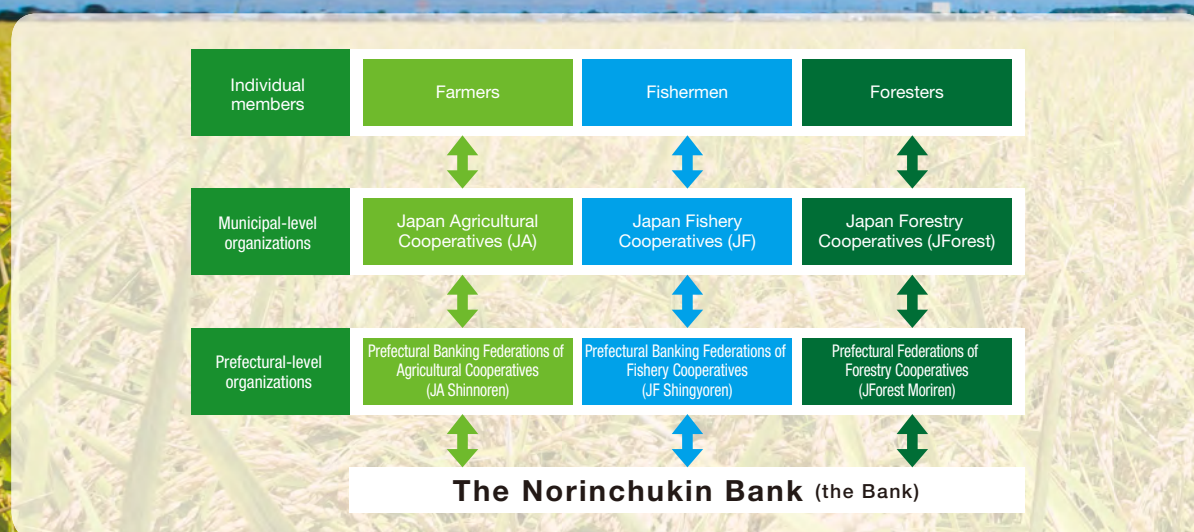 Individual
members
Farmers
Fishermen
Foresters
Municipal-level
organizations
Japan Agricultural
Cooperatives (JA)
Japan Fishery
Cooperatives (JF)
Japan Forestry
Cooperatives (JForest)
Prefectural-level
organizations
Prefectural Banking Federations of
Agricultural Cooperatives
(JA Shinnoren)
Prefectural Banking Federations of
Fishery Cooperatives
(JF Shingyoren)
Prefectural Federations of
Forestry Cooperatives
(JForest Moriren)
The Norinchukin Bank (the Bank)